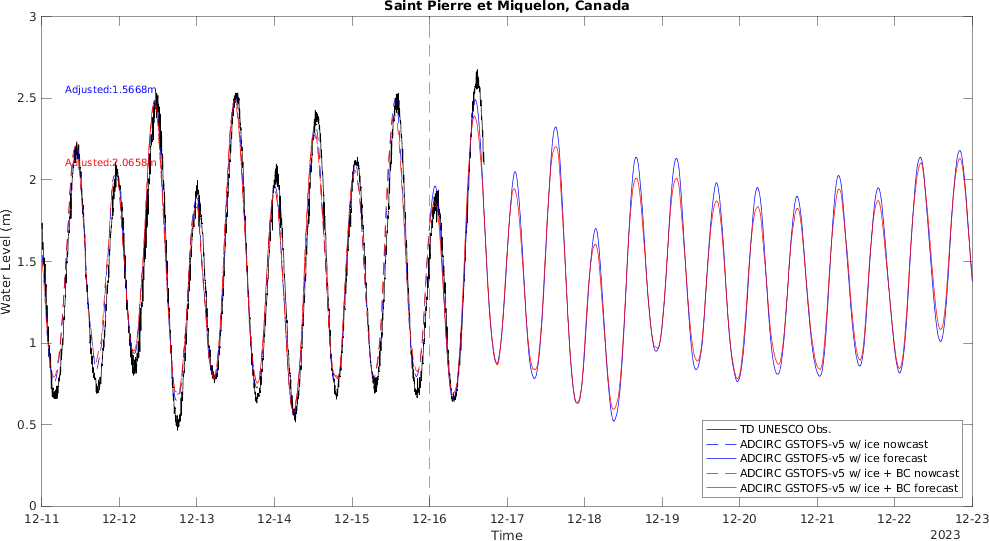 Saint Pierre et Miquelon, Canada
3
2.5
2
1.5
1
0.5
0
Water Level (m)
Adjusted:1.5668m
Adjusted:2.0658m
TD UNESCO Obs.
ADCIRC GSTOFS-v5 w/ ice nowcast
ADCIRC GSTOFS-v5 w/ ice forecast
ADCIRC GSTOFS-v5 w/ ice + BC nowcast
ADCIRC GSTOFS-v5 w/ ice + BC forecast
12-11 12-12 12-13 12-14 12-15 12-16 12-17 12-18 12-19 12-20 12-21 12-22 12-23
Time
2023